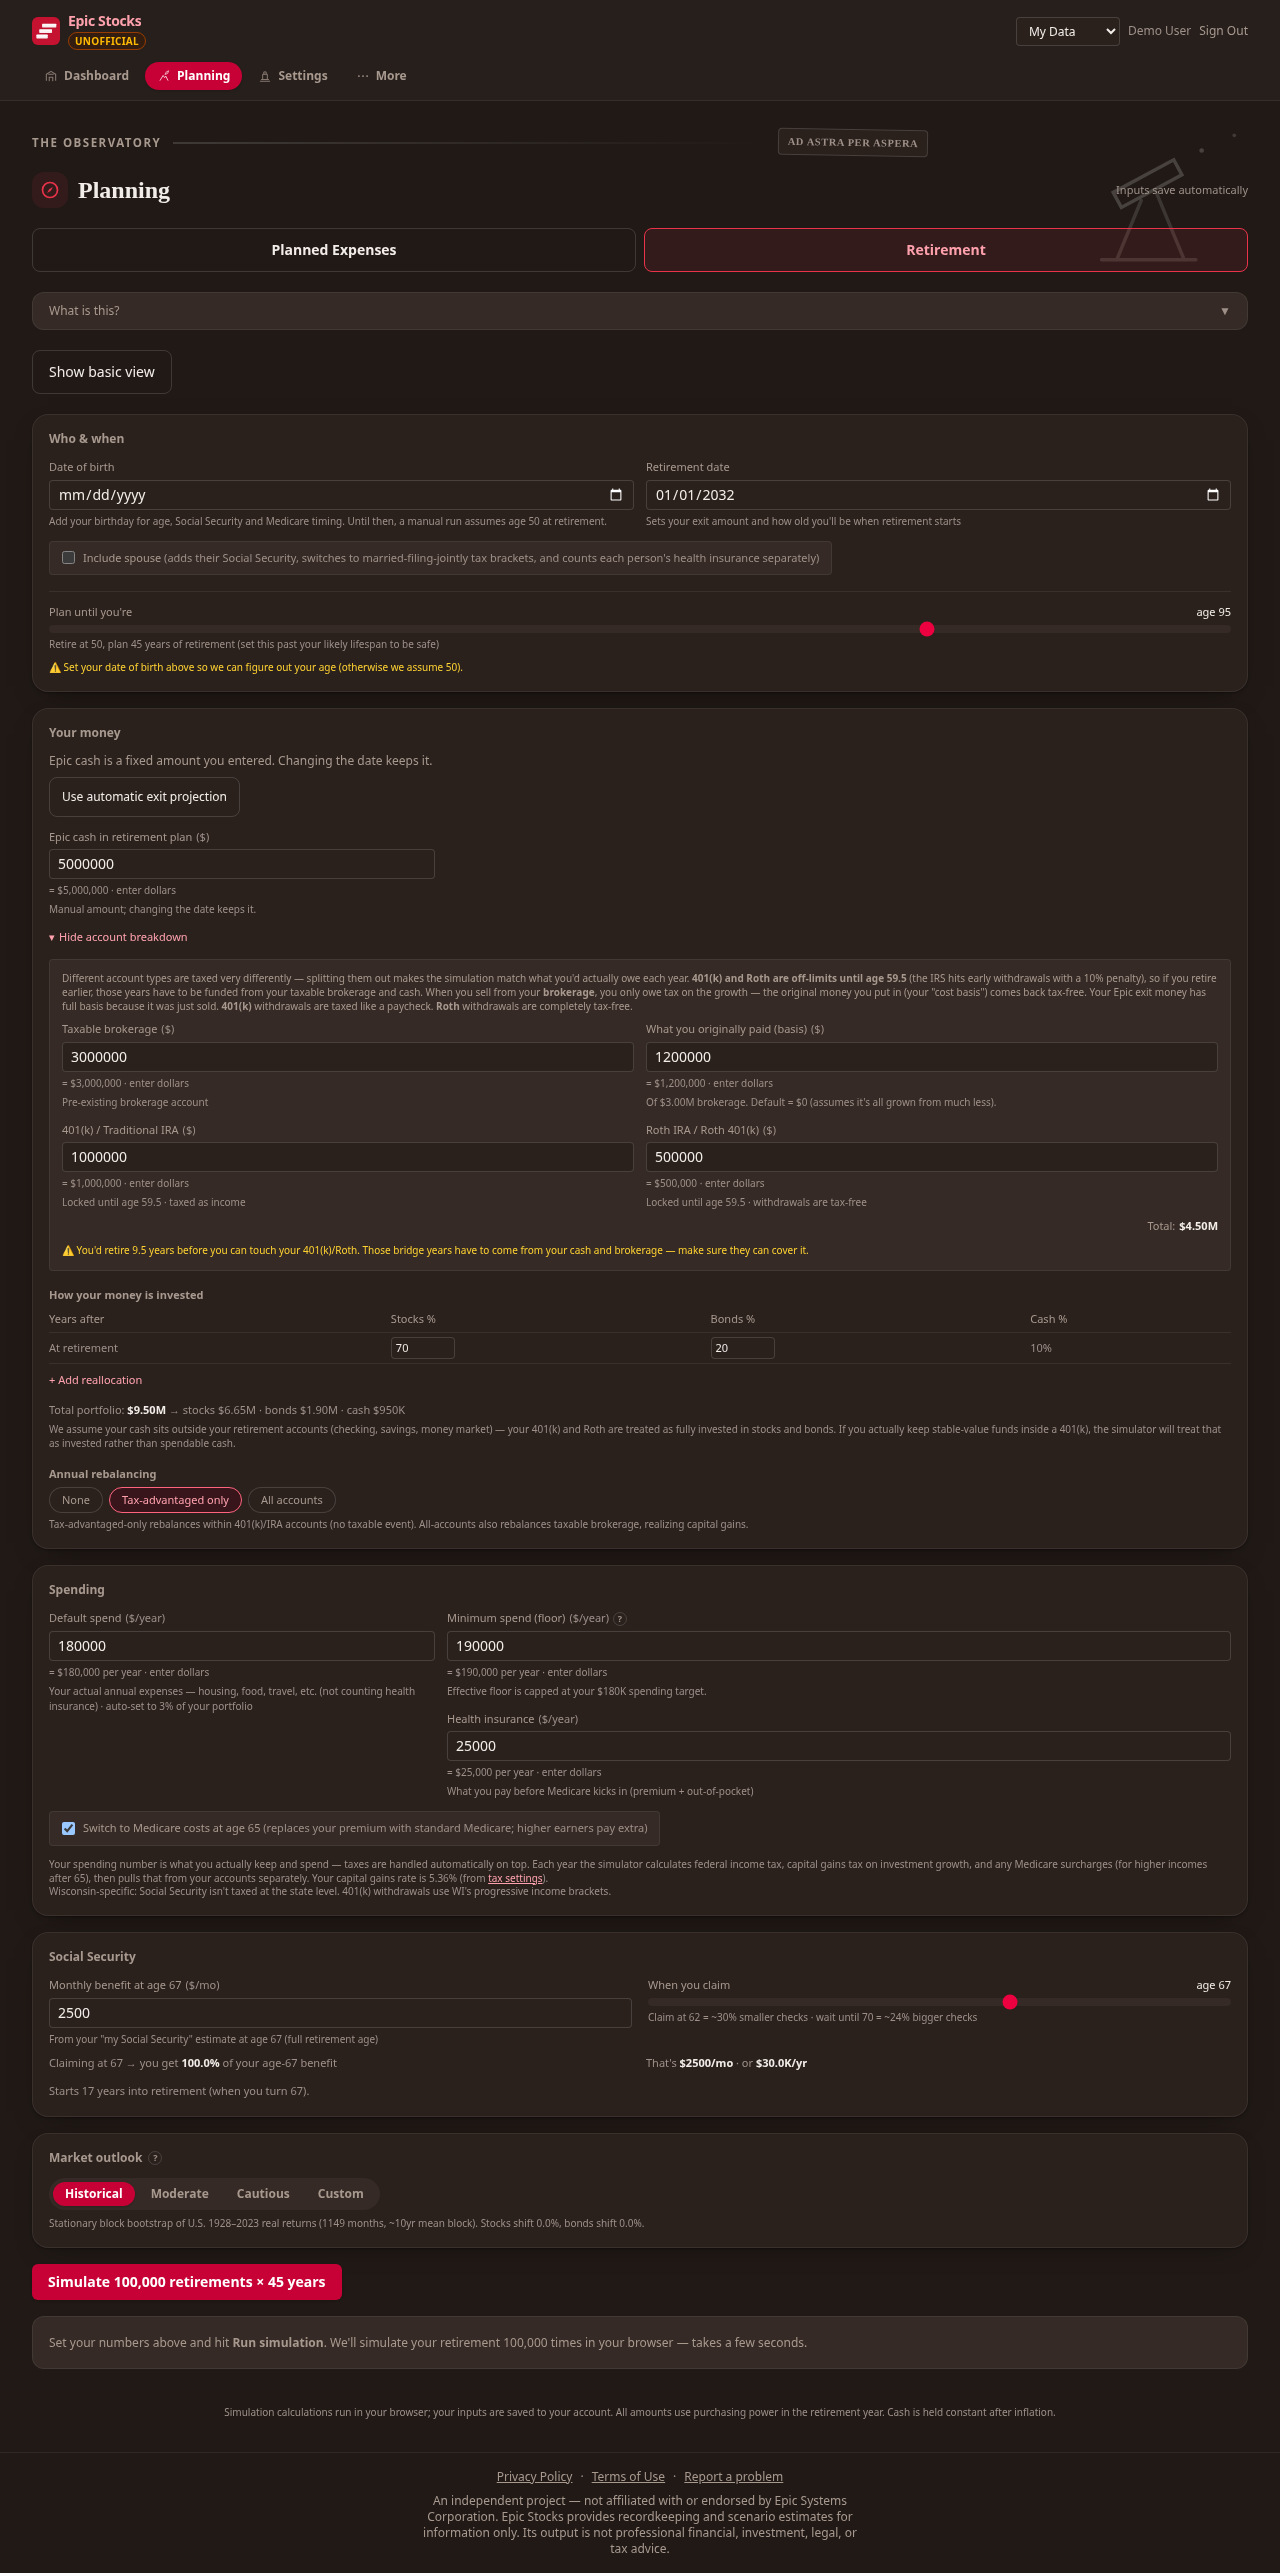 Epic Stocks
UNOFFICIAL
My Data
Demo User
Sign Out
Dashboard
Planning
Settings
··· More
THE OBSERVATORY
AD ASTRA PER ASPERA
Planning
Inputs save automatically
Planned Expenses
Retirement
What is this?
▼
Show basic view
Who & when
Date of birth
Retirement date
mm/dd/yyyy
01/01/2032
Add your birthday for age, Social Security and Medicare timing. Until then, a manual run assumes age 50 at retirement.
Sets your exit amount and how old you'll be when retirement starts
Include spouse (adds their Social Security, switches to married-filing-jointly tax brackets, and counts each person's health insurance separately)
Plan until you're
age 95
Retire at 50, plan 45 years of retirement (set this past your likely lifespan to be safe)
⚠ Set your date of birth above so we can figure out your age (otherwise we assume 50).
Your money
Epic cash is a fixed amount you entered. Changing the date keeps it.
Use automatic exit projection
Epic cash in retirement plan ($)
5000000
= $5,000,000 · enter dollars
Manual amount; changing the date keeps it.
▾ Hide account breakdown
Different account types are taxed very differently — splitting them out makes the simulation match what you'd actually owe each year. 401(k) and Roth are off-limits until age 59.5 (the IRS hits early withdrawals with a 10% penalty), so if you retire
earlier, those years have to be funded from your taxable brokerage and cash. When you sell from your brokerage, you only owe tax on the growth — the original money you put in (your "cost basis") comes back tax-free. Your Epic exit money has
full basis because it was just sold. 401(k) withdrawals are taxed like a paycheck. Roth withdrawals are completely tax-free.
Taxable brokerage ($)
What you originally paid (basis) ($)
3000000
1200000
= $3,000,000 · enter dollars
= $1,200,000 · enter dollars
Pre-existing brokerage account
Of $3.00M brokerage. Default = $0 (assumes it's all grown from much less).
401(k) / Traditional IRA ($)
Roth IRA / Roth 401(k) ($)
1000000
500000
= $1,000,000 · enter dollars
= $500,000 · enter dollars
Locked until age 59.5 · taxed as income
Locked until age 59.5 · withdrawals are tax-free
Total: $4.50M
⚠ You'd retire 9.5 years before you can touch your 401(k)/Roth. Those bridge years have to come from your cash and brokerage — make sure they can cover it.
How your money is invested
Years after
Stocks %
Bonds %
Cash %
At retirement
70
20
10%
+ Add reallocation
Total portfolio: $9.50M → stocks $6.65M · bonds $1.90M · cash $950K
We assume your cash sits outside your retirement accounts (checking, savings, money market) — your 401(k) and Roth are treated as fully invested in stocks and bonds. If you actually keep stable-value funds inside a 401(k), the simulator will treat that
as invested rather than spendable cash.
Annual rebalancing
None
Tax-advantaged only
All accounts
Tax-advantaged-only rebalances within 401(k)/IRA accounts (no taxable event). All-accounts also rebalances taxable brokerage, realizing capital gains.
Spending
Default spend ($/year)
Minimum spend (floor) ($/year) ?
180000
190000
= $180,000 per year · enter dollars
= $190,000 per year · enter dollars
Your actual annual expenses — housing, food, travel, etc. (not counting health
insurance) · auto-set to 3% of your portfolio
Effective floor is capped at your $180K spending target.
Health insurance ($/year)
25000
= $25,000 per year · enter dollars
What you pay before Medicare kicks in (premium + out-of-pocket)
Switch to Medicare costs at age 65 (replaces your premium with standard Medicare; higher earners pay extra)
Your spending number is what you actually keep and spend — taxes are handled automatically on top. Each year the simulator calculates federal income tax, capital gains tax on investment growth, and any Medicare surcharges (for higher incomes
after 65), then pulls that from your accounts separately. Your capital gains rate is 5.36% (from tax settings).
Wisconsin-specific: Social Security isn't taxed at the state level. 401(k) withdrawals use WI's progressive income brackets.
Social Security
Monthly benefit at age 67 ($/mo)
When you claim
age 67
2500
Claim at 62 = ~30% smaller checks · wait until 70 = ~24% bigger checks
From your "my Social Security" estimate at age 67 (full retirement age)
Claiming at 67 → you get 100.0% of your age-67 benefit
That's $2500/mo · or $30.0K/yr
Starts 17 years into retirement (when you turn 67).
Market outlook ?
Historical
Moderate
Cautious
Custom
Stationary block bootstrap of U.S. 1928–2023 real returns (1149 months, ~10yr mean block). Stocks shift 0.0%, bonds shift 0.0%.
Simulate 100,000 retirements × 45 years
Set your numbers above and hit Run simulation. We'll simulate your retirement 100,000 times in your browser — takes a few seconds.
Simulation calculations run in your browser; your inputs are saved to your account. All amounts use purchasing power in the retirement year. Cash is held constant after inflation.
Privacy Policy · Terms of Use · Report a problem
An independent project — not affiliated with or endorsed by Epic Systems
Corporation. Epic Stocks provides recordkeeping and scenario estimates for
information only. Its output is not professional financial, investment, legal, or
tax advice.